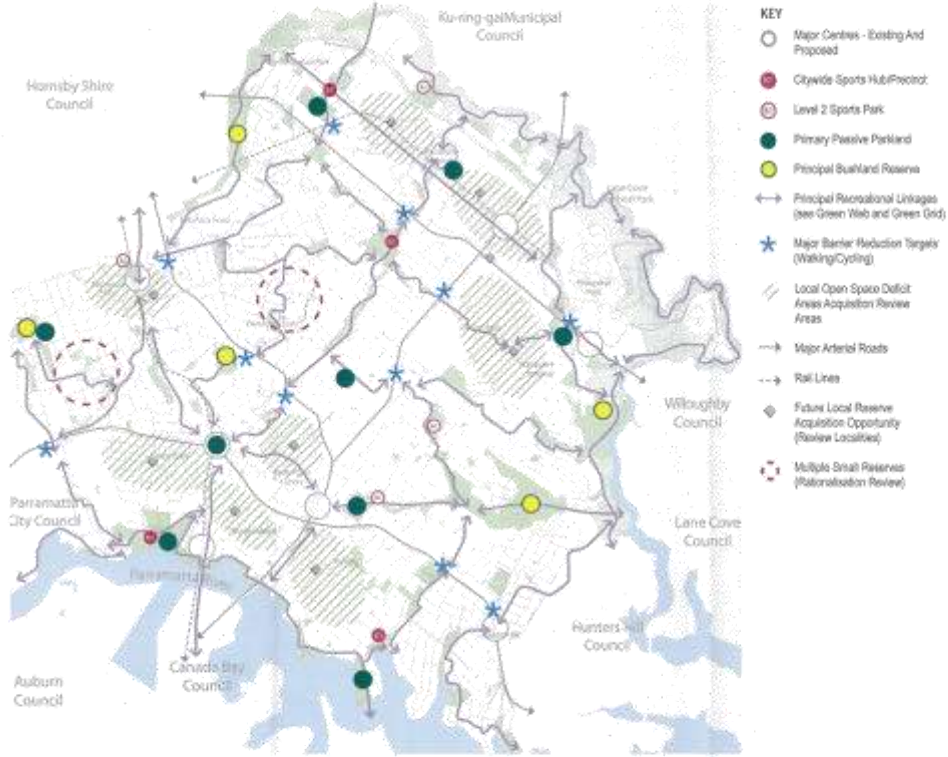 Ku-ring-gai Municipal
Council
Hornsby Shire
Council
Willoughby
Council
Parramatta
City Council
Lane Cove
Council
Parramatta River
Hunters Hill
Council
Canada Bay
Council
Auburn
Council
KEY
Major Centres - Existing And
Proposed
Citywide Sports Hub/Precinct
Level 2 Sports Park
Primary Passive Parkland
Principal Bushland Reserve
Principal Recreational Linkages
(see Green Web and Green Grid)
Major Barrier Reduction Targets
(Walking/Cycling)
Local Open Space Deficit
Areas Acquisition Review
Areas
Major Arterial Roads
Rail Lines
Future Local Reserve
Acquisition Opportunity
(Review Localities)
Multiple Small Reserves
(Rationalisation Review)